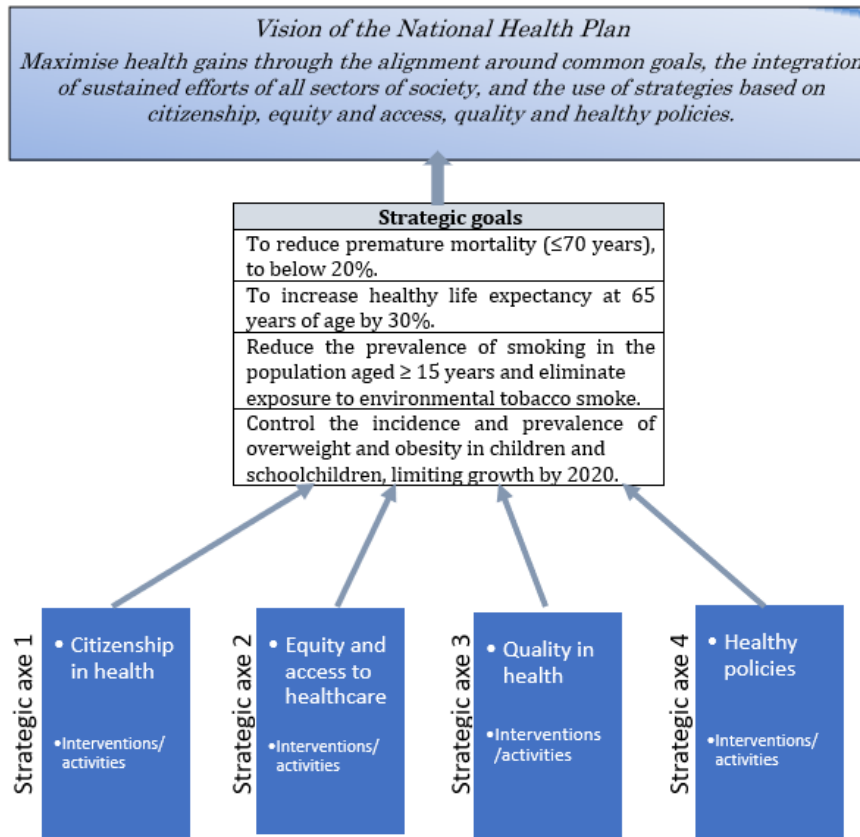 Vision of the National Health Plan
Maximise health gains through the alignment around common goals, the integration
of sustained efforts of all sectors of society, and the use of strategies based on
citizenship, equity and access, quality and healthy policies.
Strategic goals
To reduce premature mortality (≤70 years),
to below 20%.
To increase healthy life expectancy at 65
years of age by 30%.
Reduce the prevalence of smoking in the
population aged ≥ 15 years and eliminate
exposure to environmental tobacco smoke.
Control the incidence and prevalence of
overweight and obesity in children and
schoolchildren, limiting growth by 2020.
Strategic axe 1
• Citizenship
in health
•Interventions/
activities
Strategic axe 2
• Equity and
access to
healthcare
•Interventions/
activities
Strategic axe 3
• Quality in
health
•Interventions
/activities
Strategic axe 4
• Healthy
policies
•Interventions/
activities